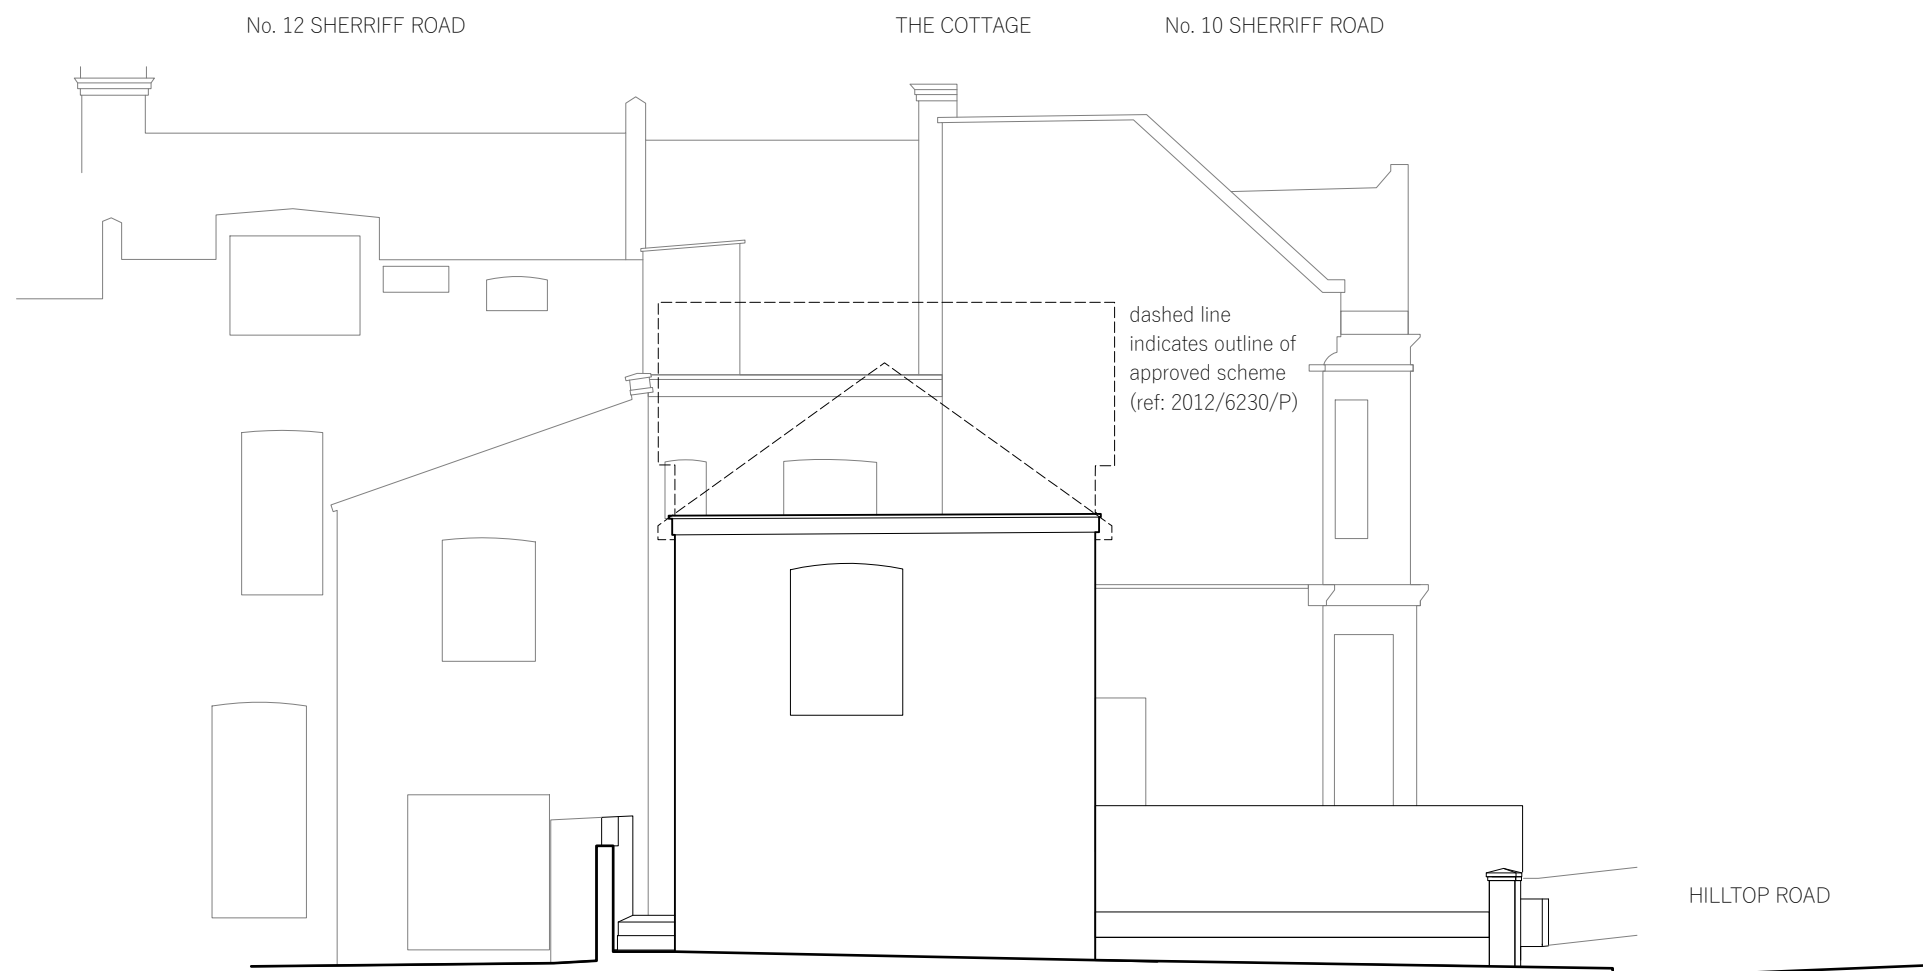 No. 12 SHERRIFF ROAD
THE COTTAGE
No. 10 SHERRIFF ROAD
dashed line
indicates outline of
approved scheme
(ref: 2012/6230/P)
HILLTOP ROAD